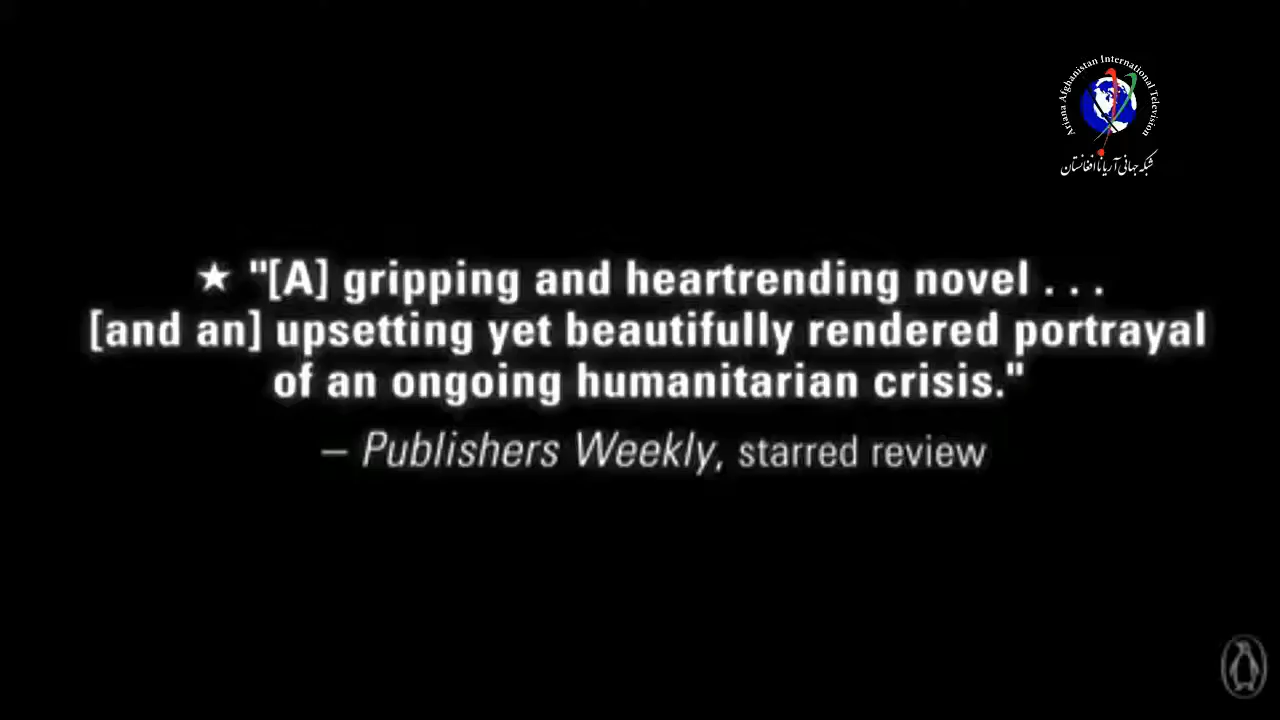 Ariana Afghanistan International Television
شبکه جهانی آریانا افغانستان
★ "[A] gripping and heartrending novel . . .
[and an] upsetting yet beautifully rendered portrayal
of an ongoing humanitarian crisis."
– Publishers Weekly, starred review